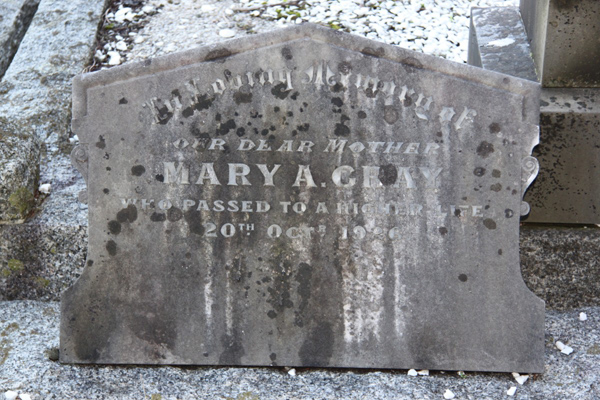 In loving Memory of
OUR DEAR MOTHER
MARY A. GRAY
WHO PASSED TO A HIGHER LIFE
20TH OCT